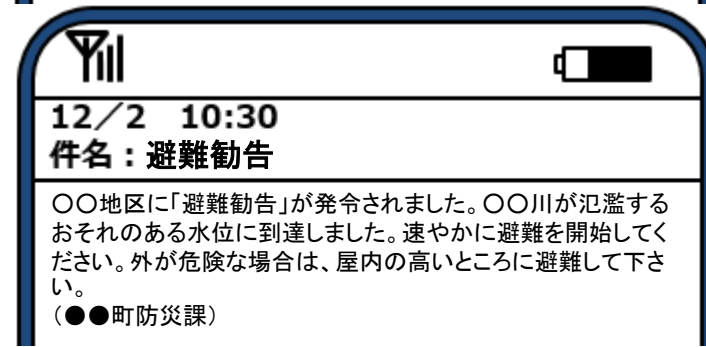 12／2　10:30
件名：避難勧告
〇〇地区に「避難勧告」が発令されました。〇〇川が氾濫する
おそれのある水位に到達しました。速やかに避難を開始してく
ださい。外が危険な場合は、屋内の高いところに避難して下さ
い。
（●●町防災課）